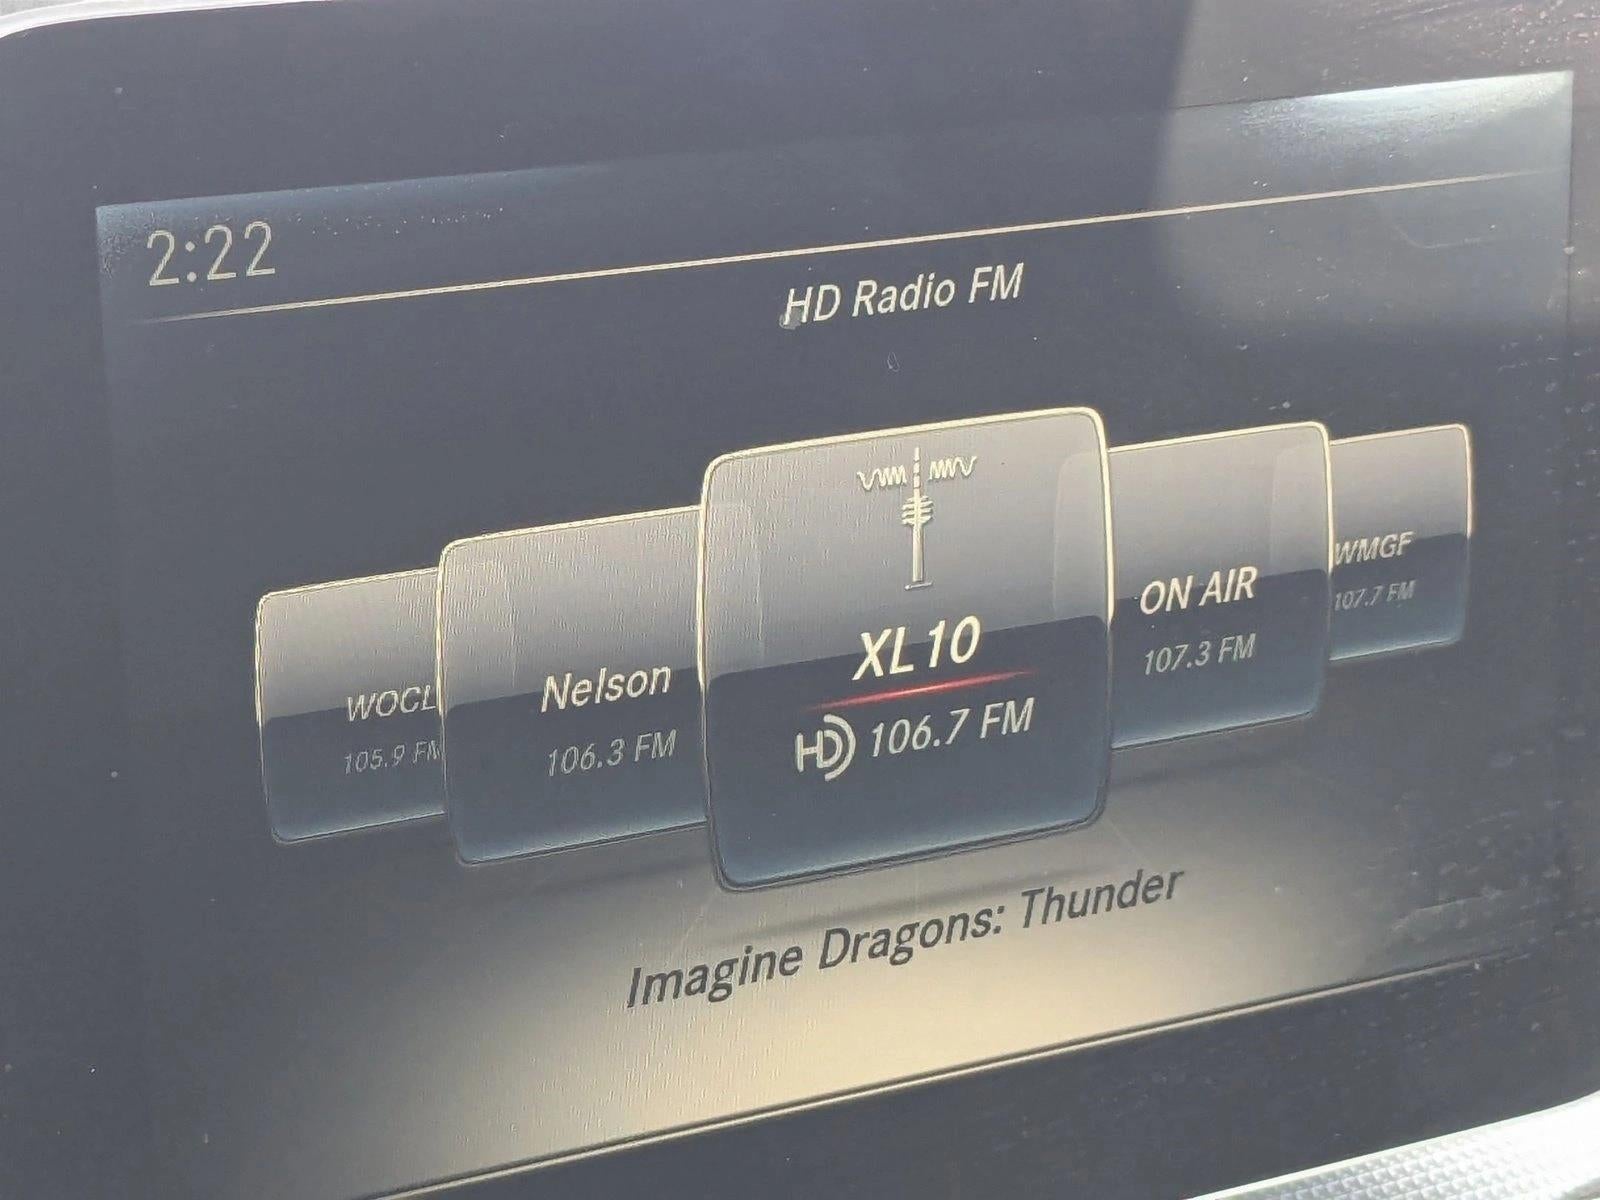 2:22
HD Radio FM
WOCL
105.9 FM
Nelson
106.3 FM
XL10
HD 106.7 FM
ON AIR
107.3 FM
WMGF
107.7 FM
Imagine Dragons: Thunder